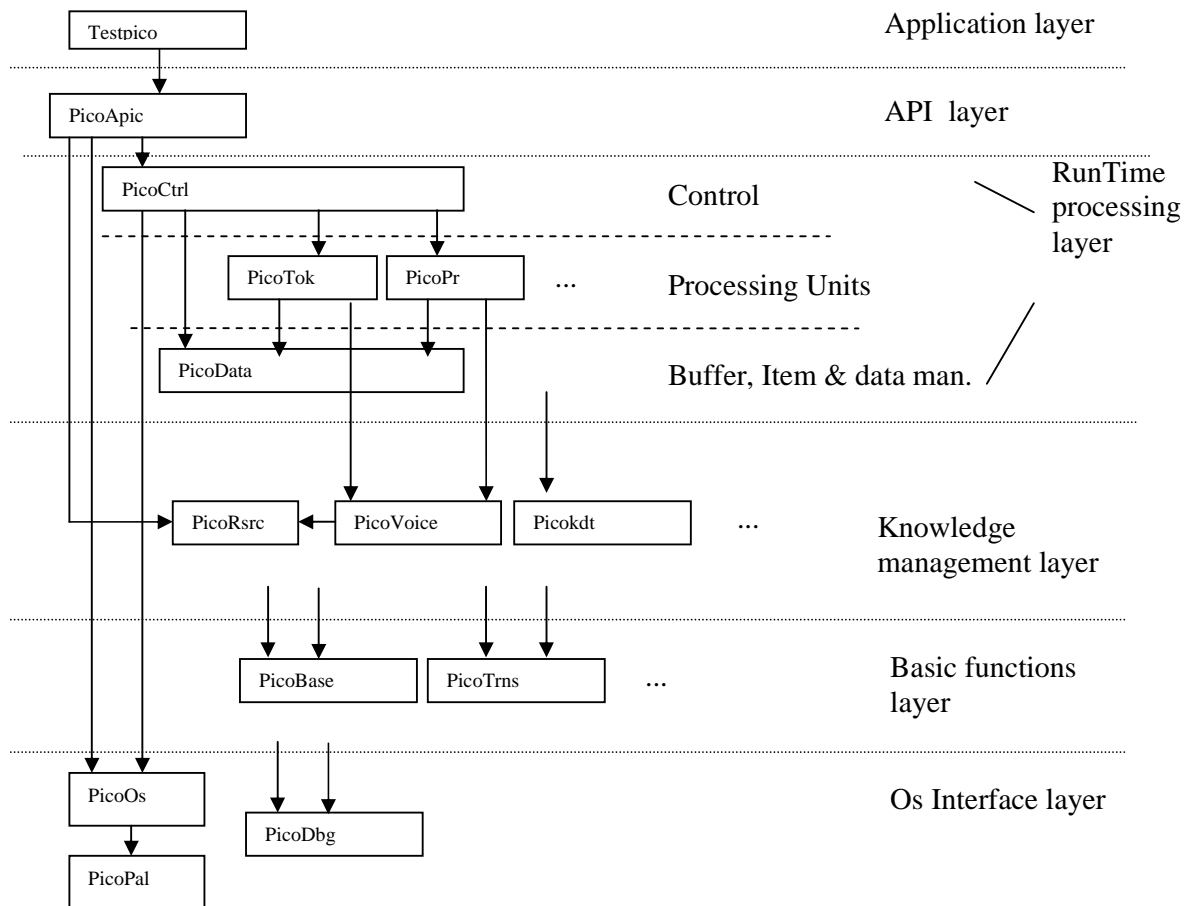 Testpico
Application layer
PicoApic
API layer
PicoCtrl
Control
RunTime
processing
layer
PicoTok
PicoPr
...
Processing Units
PicoData
Buffer, Item & data man.
PicoRsrc
PicoVoice
Picokdt
...
Knowledge
management layer
PicoBase
PicoTrns
...
Basic functions
layer
PicoOs
PicoDbg
Os Interface layer
PicoPal